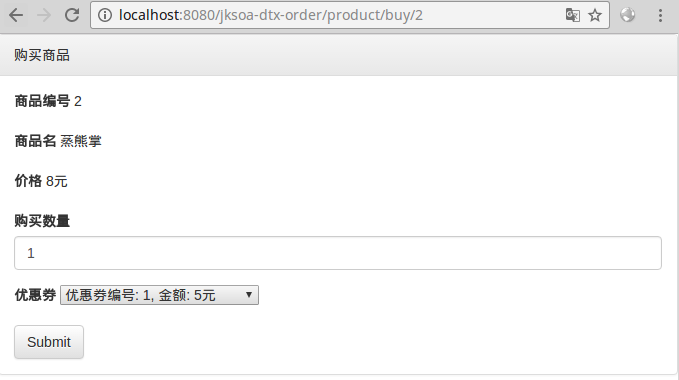 localhost:8080/jksoa-dtx-order/product/buy/2
购买商品
商品编号 2
商品名 蒸熊掌
价格 8元
购买数量
1
优惠券 优惠券编号: 1, 金额: 5元
Submit